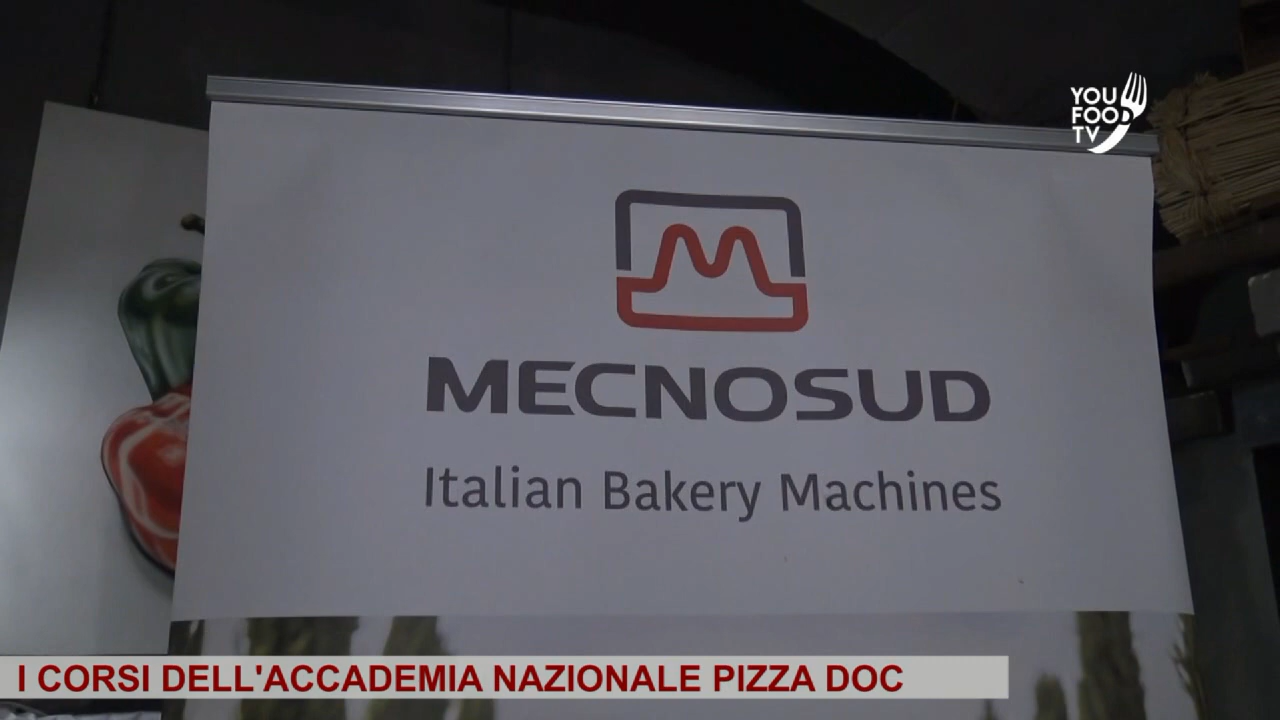 YOU
FOOD
TV
MECNOSUD
Italian Bakery Machines
I CORSI DELL'ACCADEMIA NAZIONALE PIZZA DOC